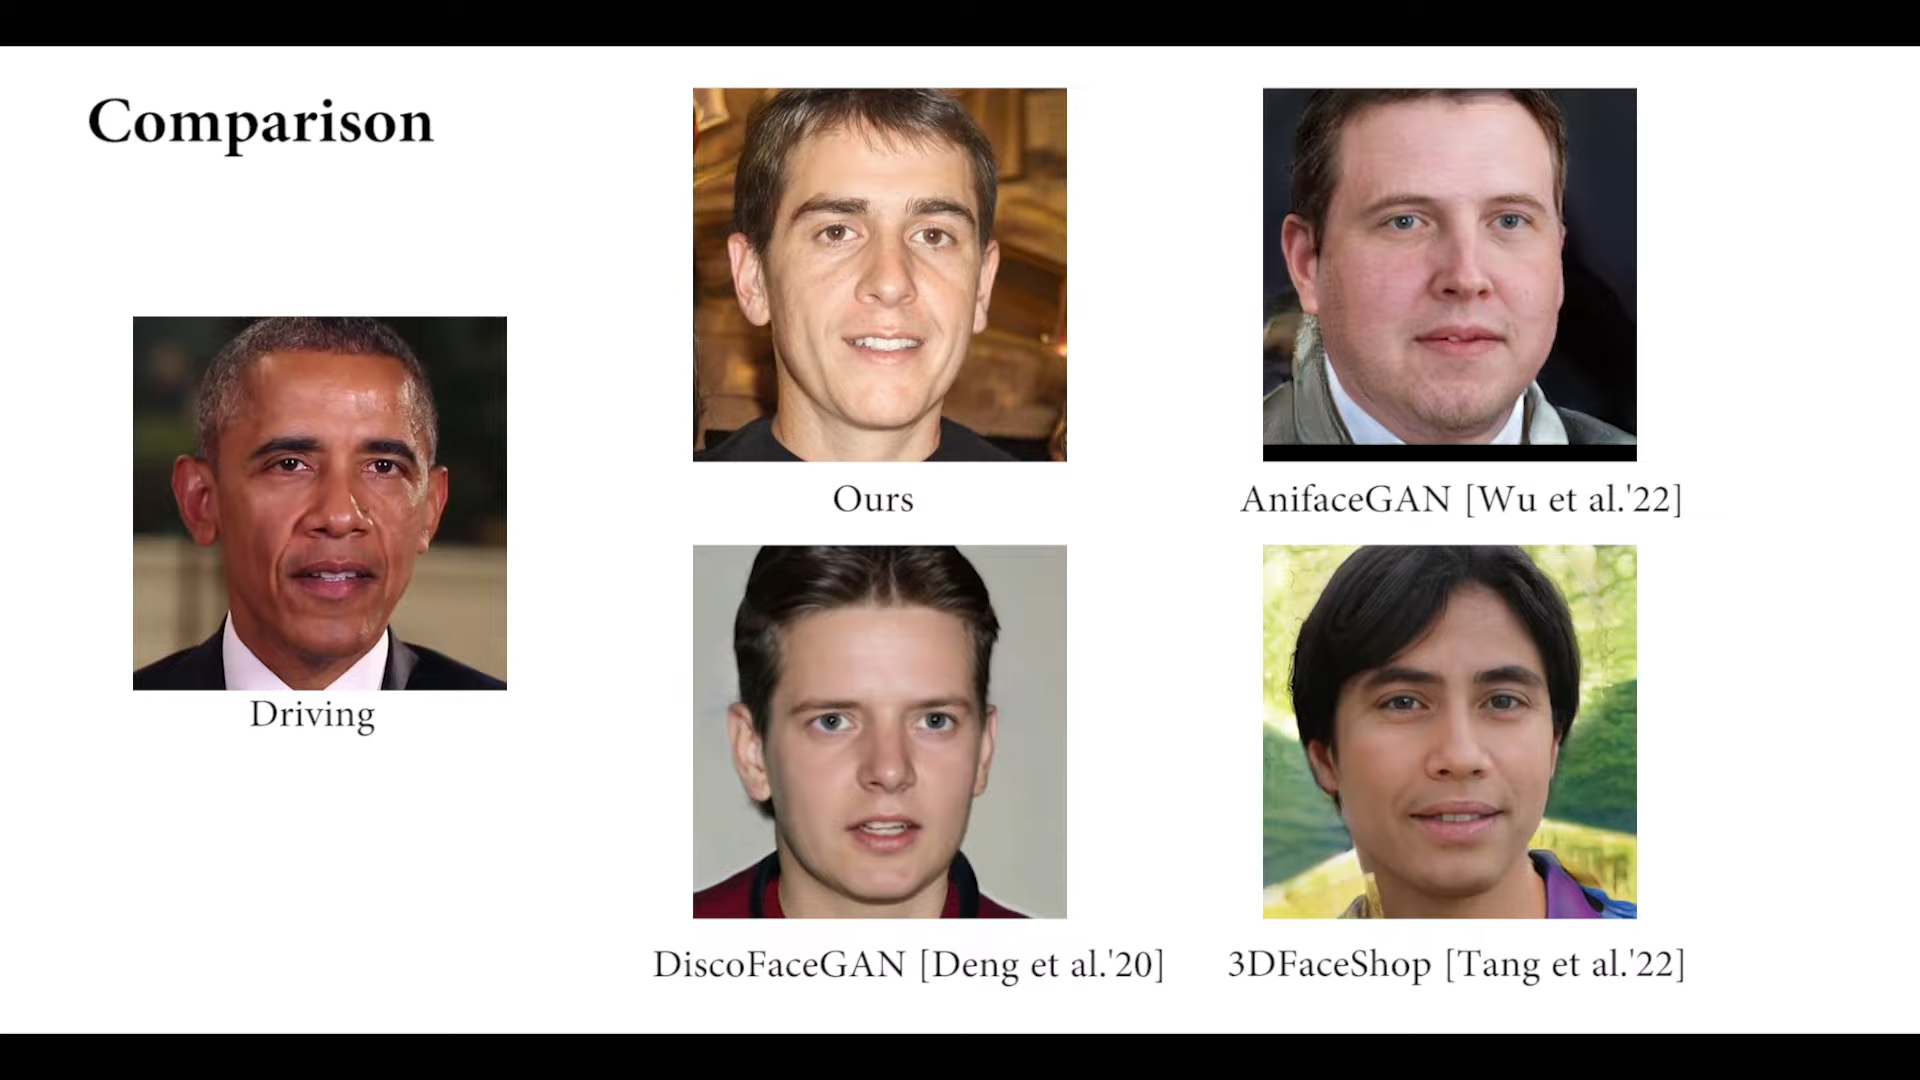 Comparison
Driving
Ours
AnifaceGAN [Wu et al.'22]
DiscoFaceGAN [Deng et al.'20]
3DFaceShop [Tang et al.'22]